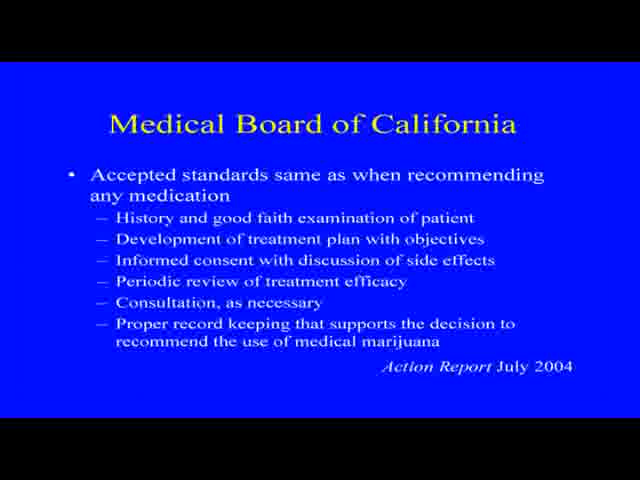 Medical Board of California
• Accepted standards same as when recommending
any medication
– History and good faith examination of patient
– Development of treatment plan with objectives
– Informed consent with discussion of side effects
– Periodic review of treatment efficacy
– Consultation, as necessary
– Proper record keeping that supports the decision to
recommend the use of medical marijuana
Action Report July 2004